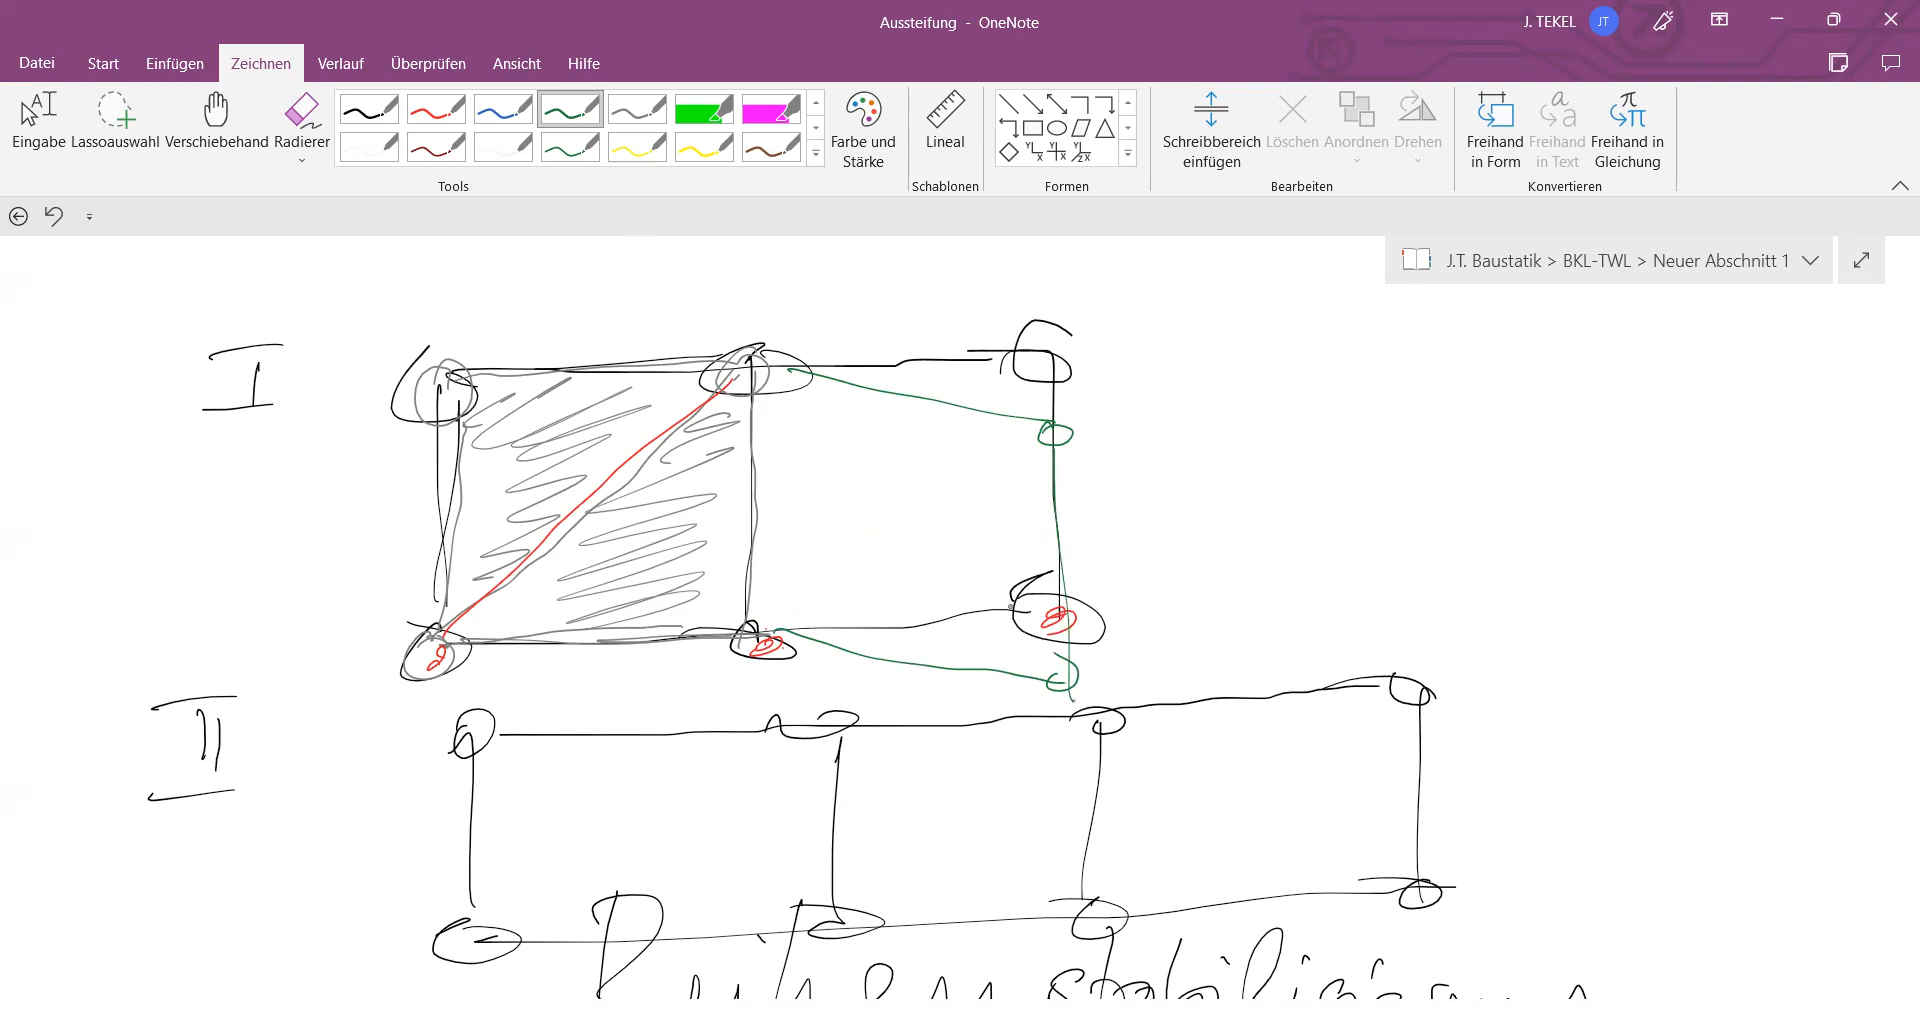 Aussteifung - OneNote
J. TEKEL JT
Datei Start Einfügen Zeichnen Verlauf Überprüfen Ansicht Hilfe
Eingabe Lassoauswahl Verschiebehand Radierer
Farbe und Stärke
Lineal
Schreibbereich einfügen
Löschen Anordnen Drehen
Freihand in Form
Freihand in Text
Freihand in Gleichung
Tools Schablonen Formen Bearbeiten Konvertieren
J.T. Baustatik > BKL-TWL > Neuer Abschnitt 1
I
II